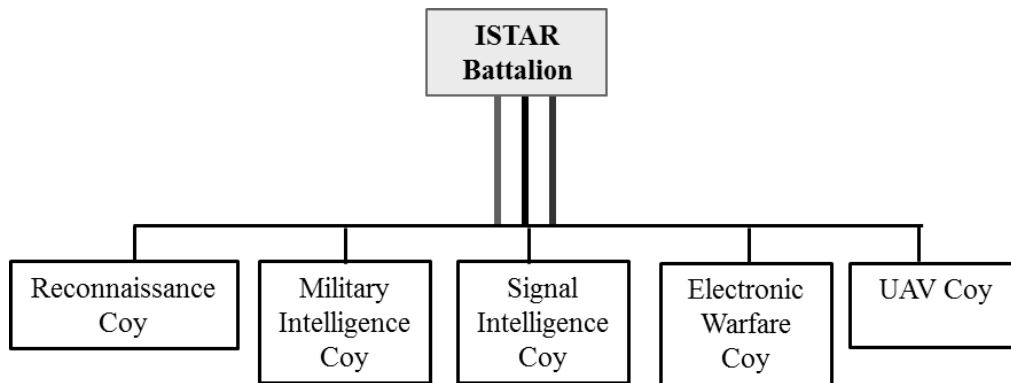 ISTAR
Battalion
Reconnaissance
Coy
Military
Intelligence
Coy
Signal
Intelligence
Coy
Electronic
Warfare
Coy
UAV Coy